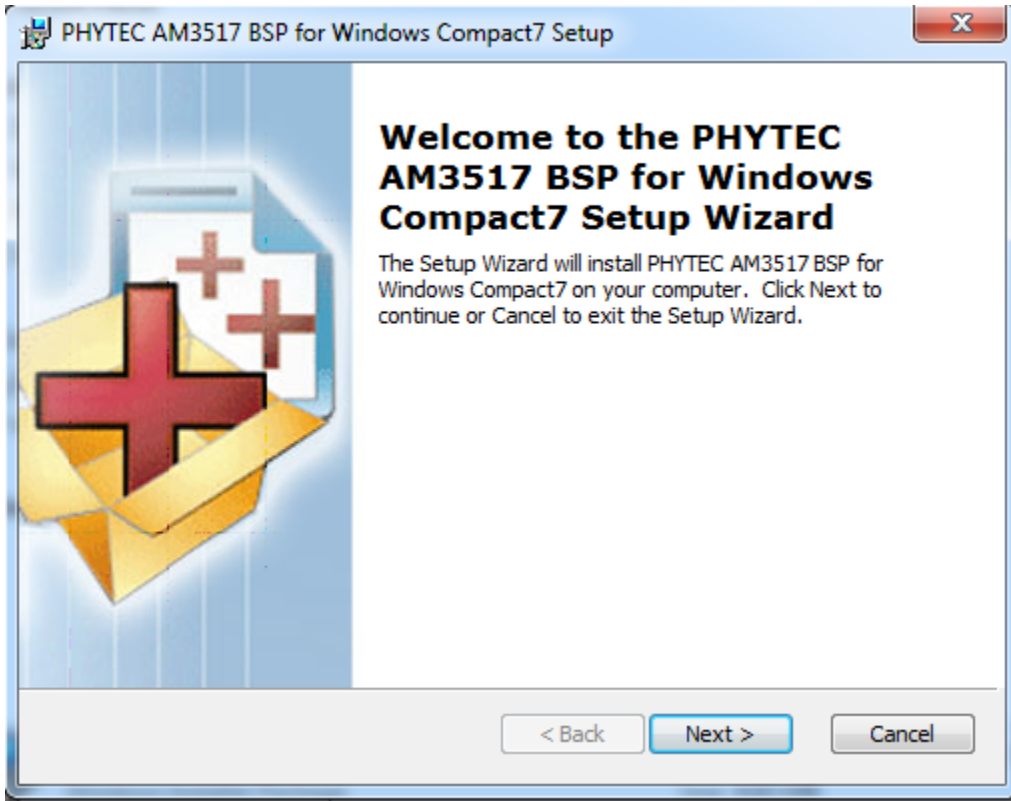 PHYTEC AM3517 BSP for Windows Compact7 Setup
Welcome to the PHYTEC
AM3517 BSP for Windows
Compact7 Setup Wizard
The Setup Wizard will install PHYTEC AM3517 BSP for
Windows Compact7 on your computer. Click Next to
continue or Cancel to exit the Setup Wizard.
< Back
Next >
Cancel